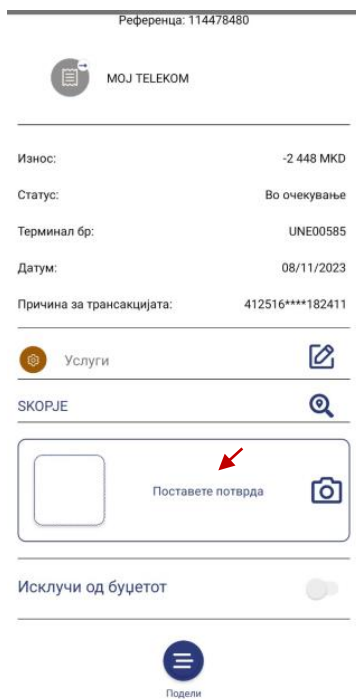 Референца: 114478480
МОЈ TELEKOM
Износ: -2 448 MKD
Статус: Во очекување
Терминал бр: UNE00585
Датум: 08/11/2023
Причина за трансакцијата: 412516****182411
Услуги
SKOPJE
Поставете потврда
Исклучи од буџетот
Подели